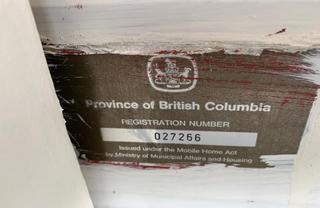 Province of British Columbia
REGISTRATION NUMBER
027266
Issued under the Mobile Home Act
by Ministry of Municipal Affairs and Housing